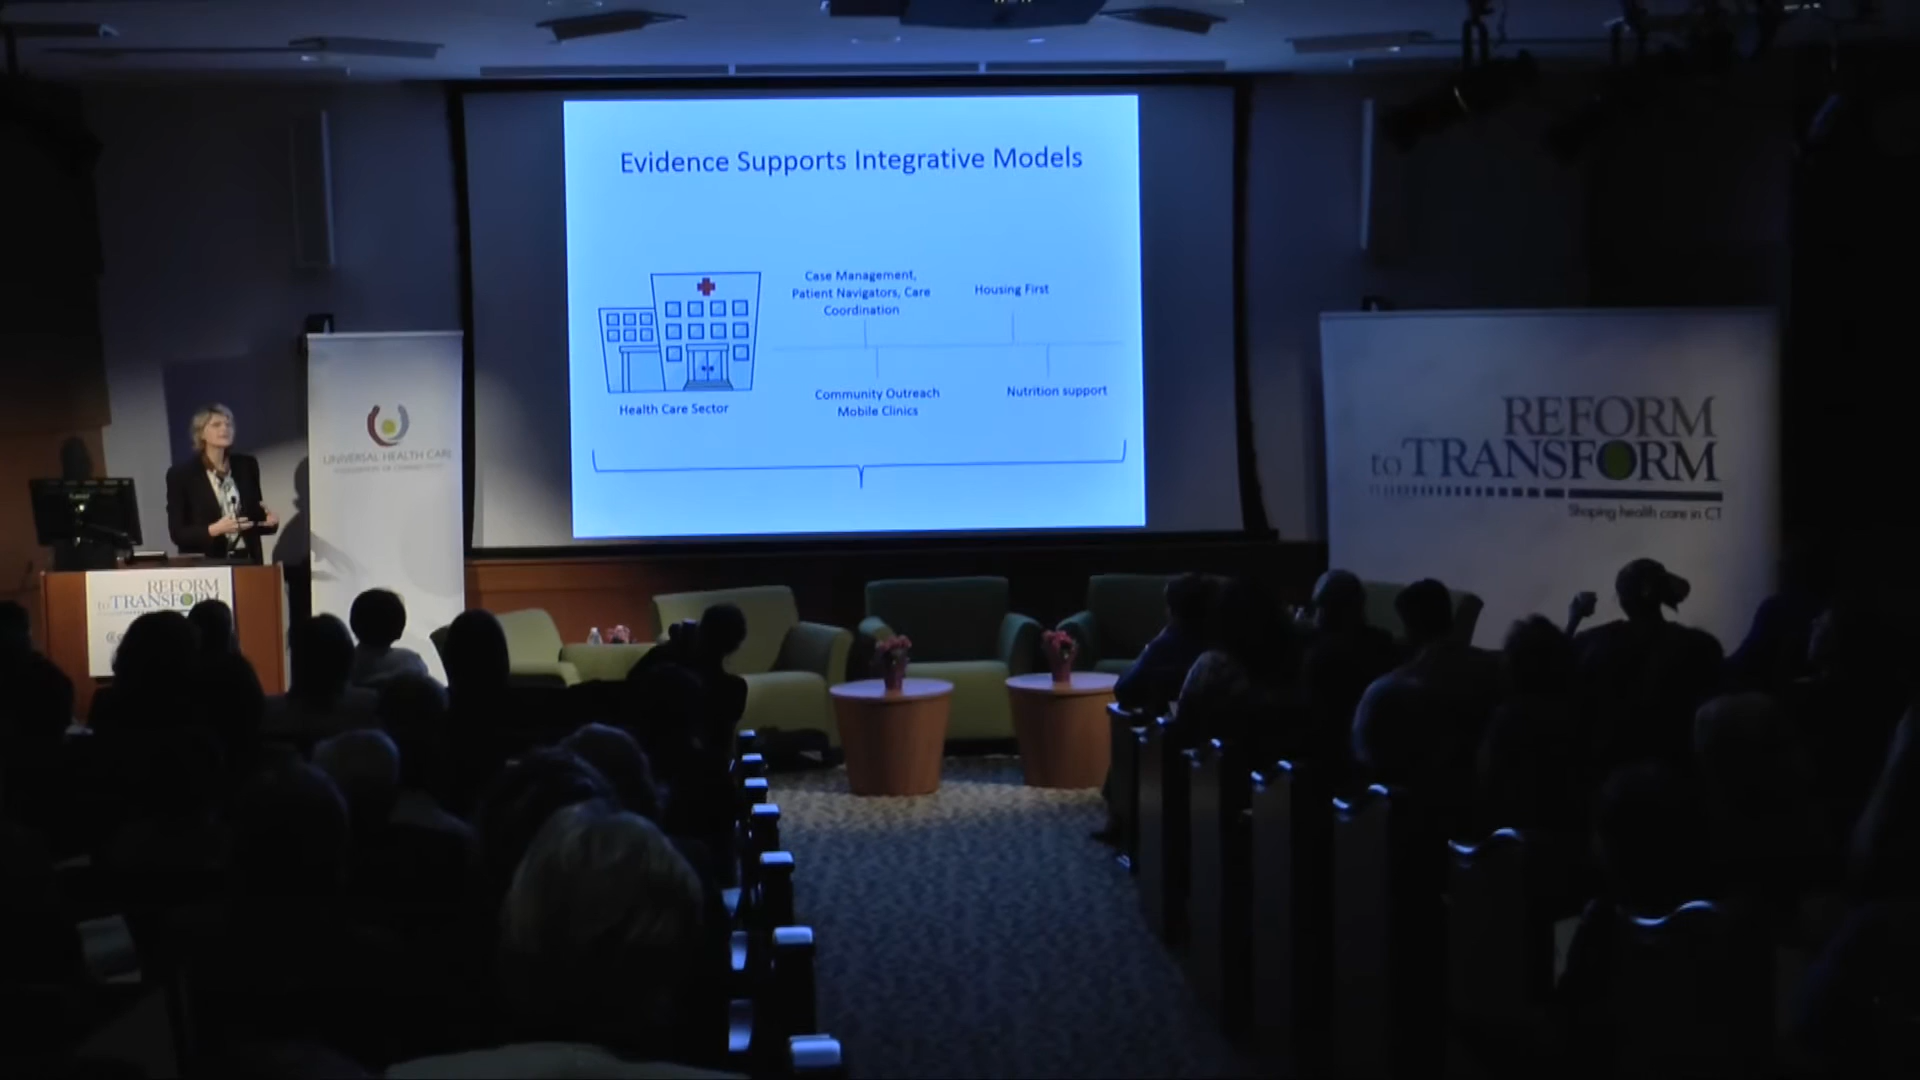 Evidence Supports Integrative Models
Case Management,
Patient Navigators, Care
Coordination
Housing First
Health Care Sector
Community Outreach
Mobile Clinics
Nutrition support
UNIVERSAL HEALTH CARE
REFORM
to TRANSFORM
Shaping health care in CT
REFORM
to TRANSFORM